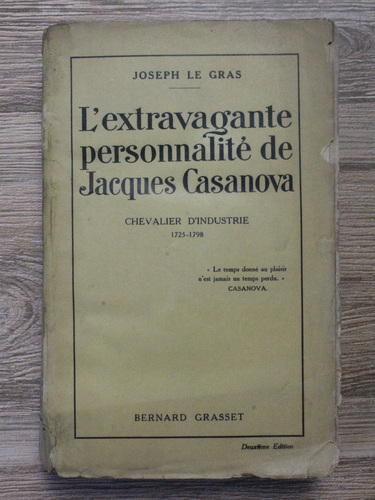 JOSEPH LE GRAS
L'extravagante
personnalité de
Jacques Casanova
CHEVALIER D'INDUSTRIE
1725-1798
« Le temps donné au plaisir
n'est jamais un temps perdu. »
CASANOVA.
BERNARD GRASSET
Deuxième Edition